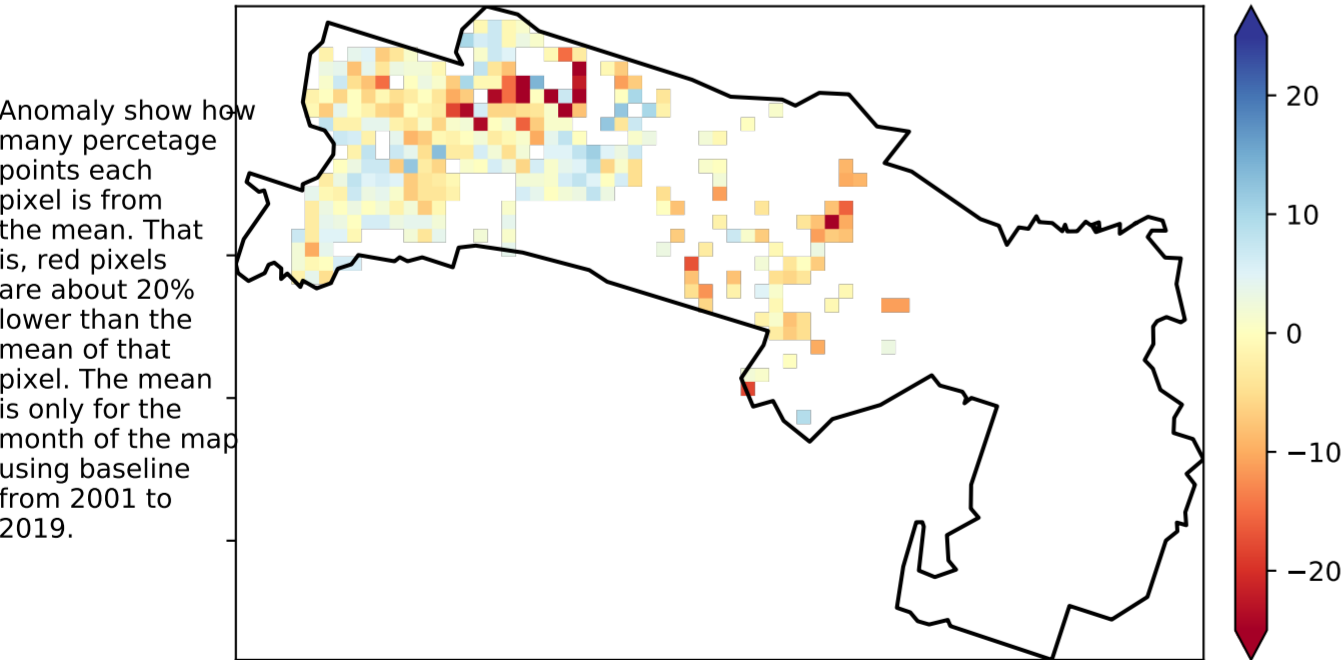 Anomaly show how
many percetage
points each
pixel is from
the mean. That
is, red pixels
are about 20%
lower than the
mean of that
pixel. The mean
is only for the
month of the map
using baseline
from 2001 to
2019.
20
10
0
−10
−20